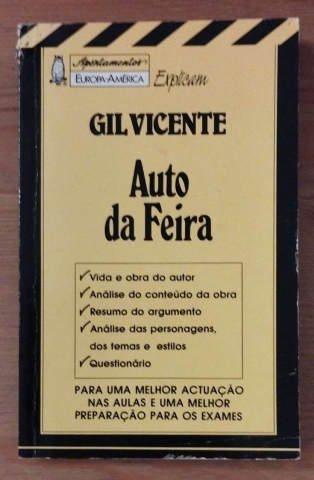 Apontamentos
EUROPA-AMÉRICA
Explicam
GIL VICENTE
Auto
da Feira
Vida e obra do autor
Análise do conteúdo da obra
Resumo do argumento
Análise das personagens,
dos temas e estilos
Questionário
PARA UMA MELHOR ACTUAÇÃO
NAS AULAS E UMA MELHOR
PREPARAÇÃO PARA OS EXAMES